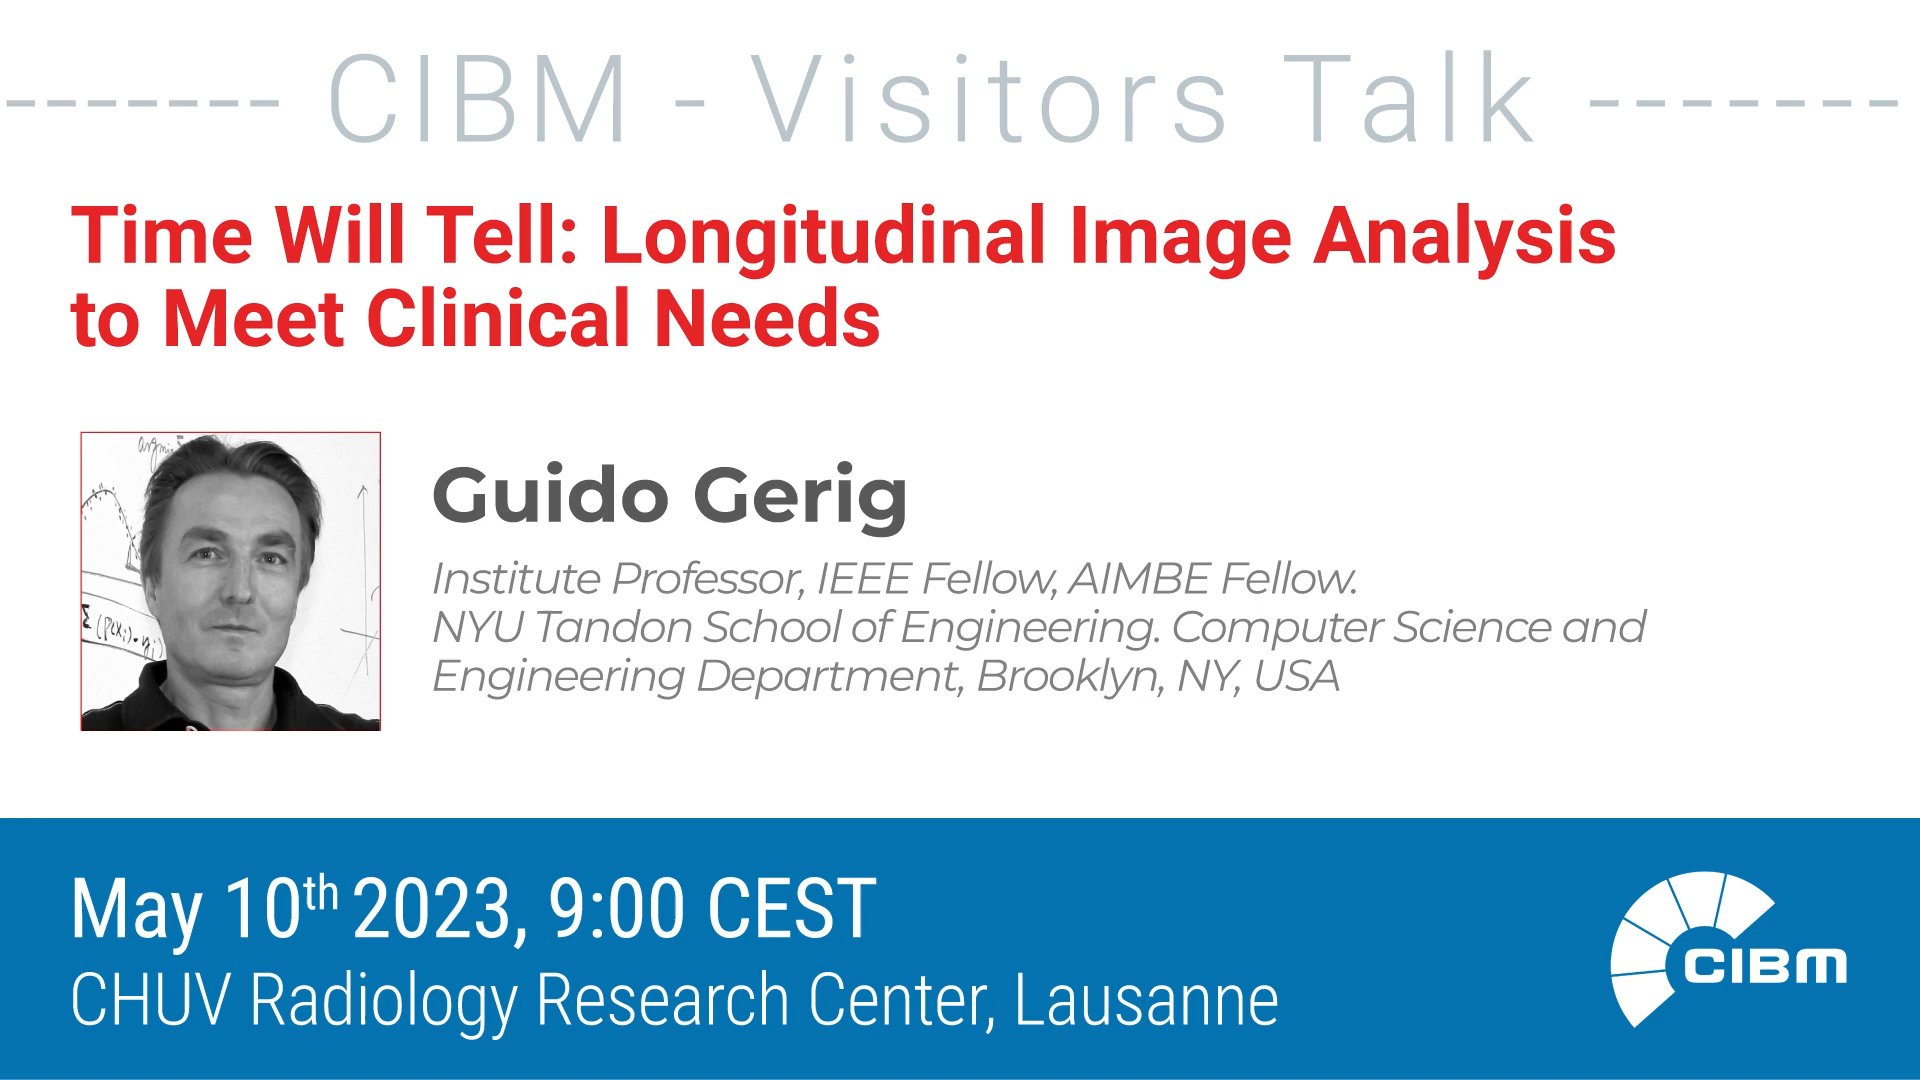 CIBM - Visitors Talk
Time Will Tell: Longitudinal Image Analysis
to Meet Clinical Needs
Guido Gerig
Institute Professor, IEEE Fellow, AIMBE Fellow.
NYU Tandon School of Engineering. Computer Science and
Engineering Department, Brooklyn, NY, USA
May 10th 2023, 9:00 CEST
CHUV Radiology Research Center, Lausanne
CIBM